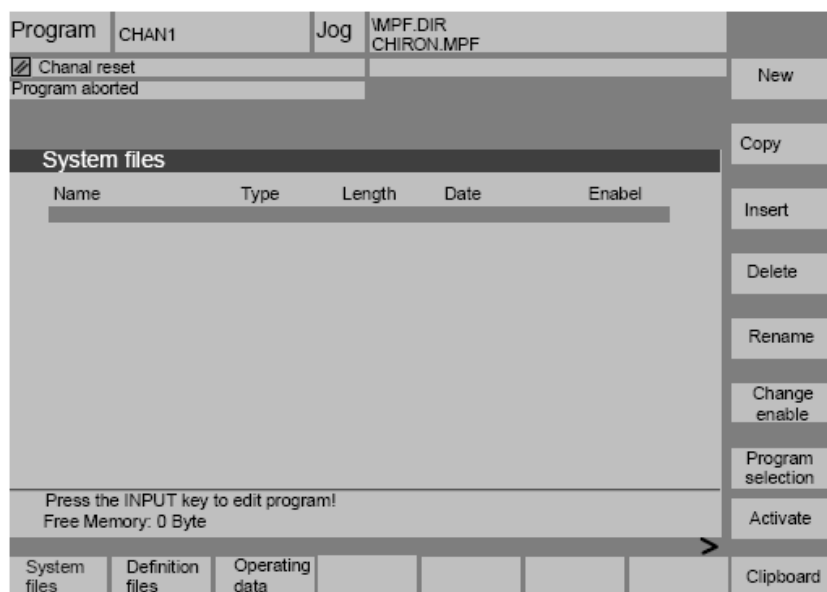 Program CHAN1 Jog \MPF.DIR
CHIRON.MPF
Chanal reset
Program aborted
System files
Name Type Length Date Enabel
Press the INPUT key to edit program!
Free Memory: 0 Byte
>
System files
Definition files
Operating data
New
Copy
Insert
Delete
Rename
Change
enable
Program
selection
Activate
Clipboard